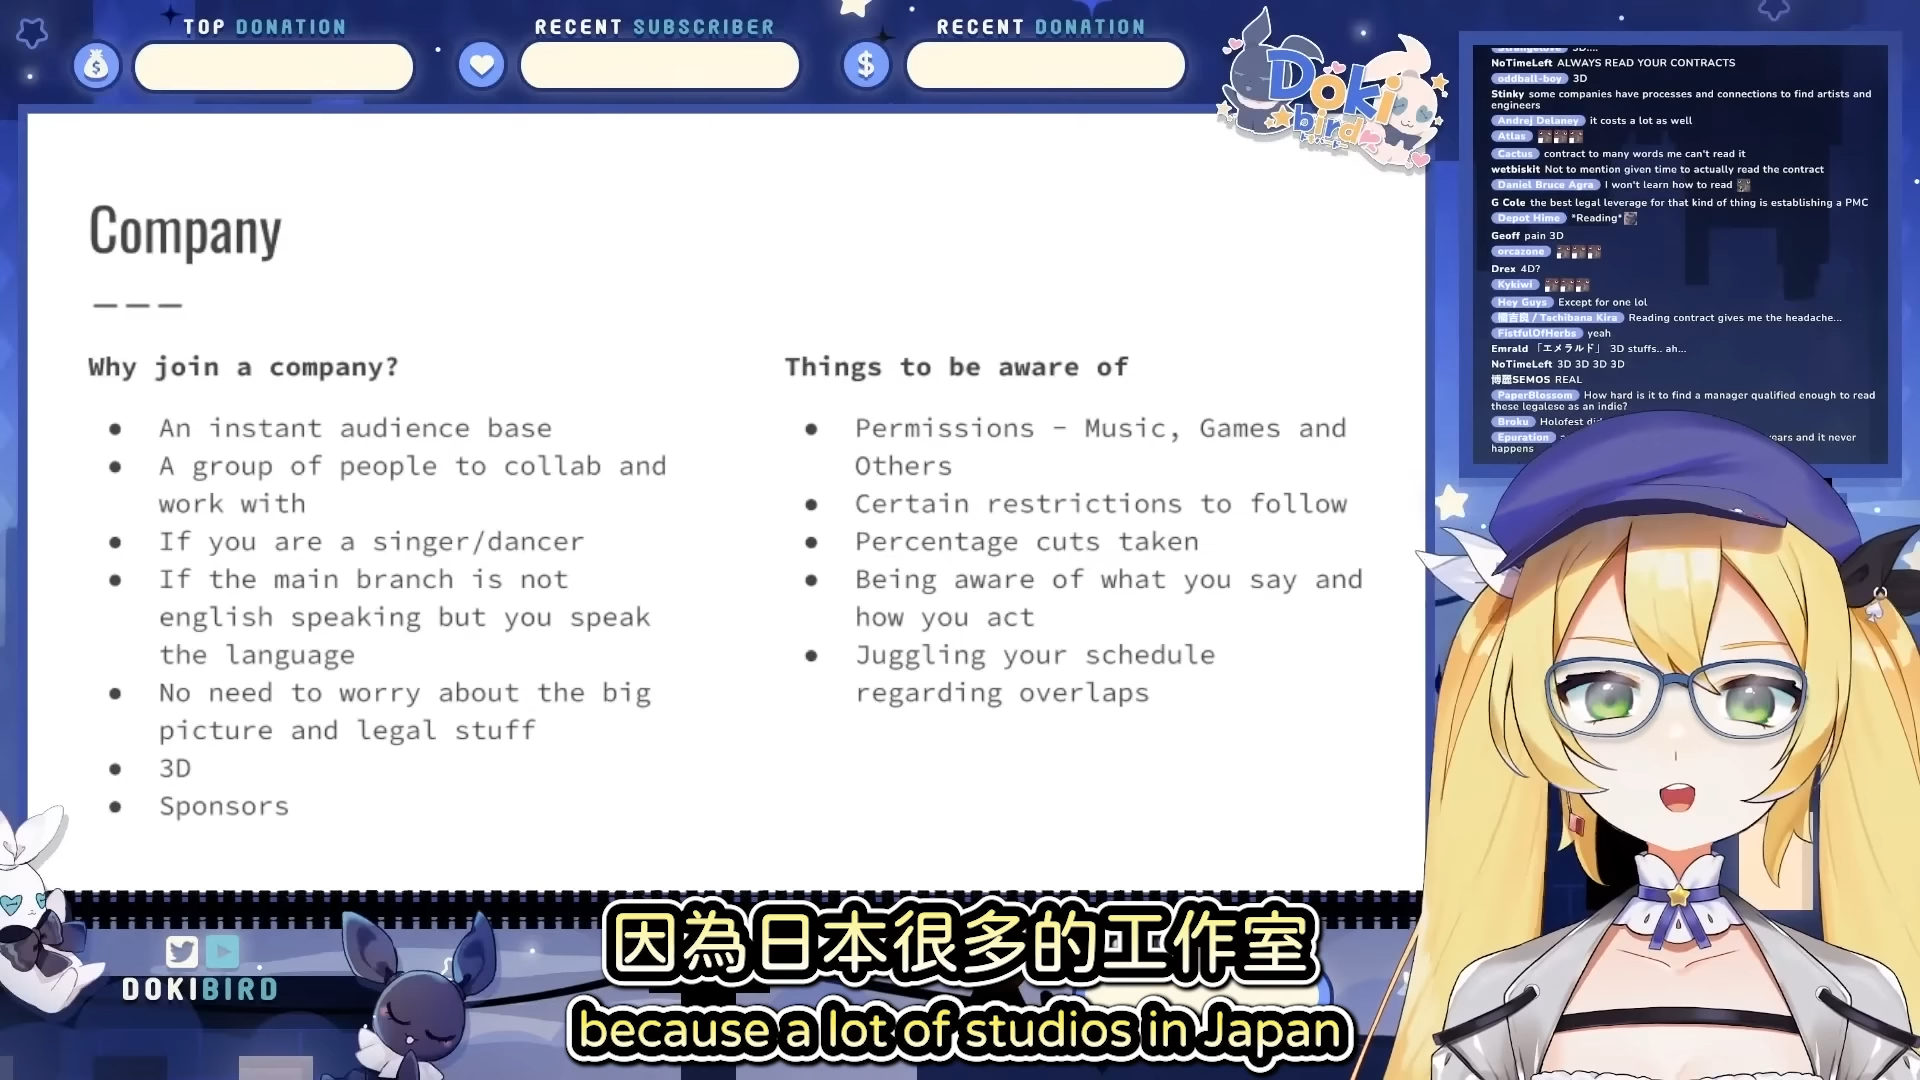 TOP DONATION
RECENT SUBSCRIBER
RECENT DONATION
Doki
bird
Company
Why join a company?
● An instant audience base
● A group of people to collab and
work with
● If you are a singer/dancer
● If the main branch is not
english speaking but you speak
the language
● No need to worry about the big
picture and legal stuff
● 3D
● Sponsors
Things to be aware of
● Permissions - Music, Games and
Others
● Certain restrictions to follow
● Percentage cuts taken
● Being aware of what you say and
how you act
● Juggling your schedule
regarding overlaps
NoTimeLeft ALWAYS READ YOUR CONTRACTS
oddball-boy 3D
Stinky some companies have processes and connections to find artists and
engineers
Andrej Delaney it costs a lot as well
Atlas
Cactus contract to many words me can't read it
wetbiskit Not to mention given time to actually read the contract
Daniel Bruce Agra I won't learn how to read
G Cole the best legal leverage for that kind of thing is establishing a PMC
Depot Hime *Reading*
Geoff pain 3D
orcazone
Drex 4D?
Kykiwi
Hey Guys Except for one lol
橘吉良 / Tachibana Kira Reading contract gives me the headache...
FistfulOfHerbs yeah
Emrald 「エメラルド」 3D stuffs.. ah...
NoTimeLeft 3D 3D 3D 3D
SEMOS REAL
PaperBlossom How hard is it to find a manager qualified enough to read
these legalese as an indie?
Broku Holofest
Epuration years and it never
happens
DOKIBIRD
因為日本很多的工作室
because a lot of studios in Japan